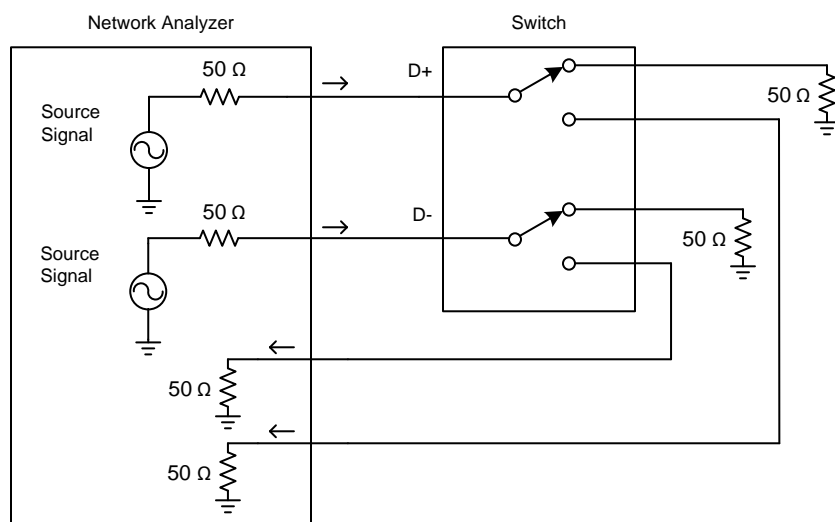 Network Analyzer
Switch
50 Ω
D+
50 Ω
Source
Signal
50 Ω
D-
50 Ω
Source
Signal
50 Ω
50 Ω